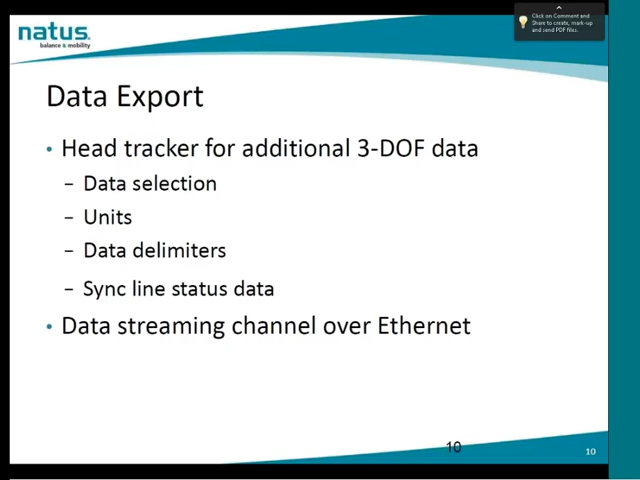 natus.
balance & mobility
Click on Comment and
Share to create, mark-up
and send PDF files.
Data Export
• Head tracker for additional 3-DOF data
– Data selection
– Units
– Data delimiters
– Sync line status data
• Data streaming channel over Ethernet
10
10